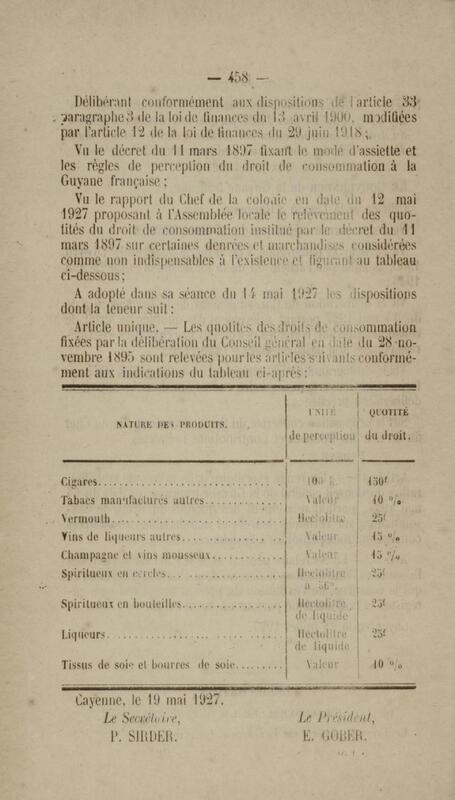 — 458 —
Délibérant conformément aux dispositions de l'article 33
paragraphe 3 de la loi de finances du 13 avril 1900, modifiées
par l'article 12 de la loi de finances du 29 juin 1918;
Vu le décret du 11 mars 1897 fixant le mode d'assiette et
les règles de perception du droit de consommation à la
Guyane française;
Vu le rapport du Chef de la colonie en date du 12 mai
1927 proposant à l'Assemblée locale le relèvement des quo-
tités du droit de consommation institué par le décret du 11
mars 1897 sur certaines denrées et marchandises considérées
comme non indispensables à l'existence et figurant au tableau
ci-dessous;
A adopté dans sa séance du 14 mai 1927 les dispositions
dont la teneur suit:
Article unique. — Les quotités des droits de consommation
fixées par la délibération du Conseil général en date du 28 no-
vembre 1895 sont relevées pour les articles suivants conformé-
ment aux indications du tableau ci-après:
NATURE DES PRODUITS. UNITÉ de perception QUOTITÉ du droit.
Cigares 100 k. 150f
Tabacs manufacturés autres Valeur 40 %
Vermouth Hectolitre 25f
Vins de liqueurs autres Valeur 15 %
Champagne et vins mousseux Valeur 15 %
Spiritueux en cercles Hectolitre 25f
à 86°.
Spiritueux en bouteilles Hectolitre 25f
de liquide
Liqueurs Hectolitre 25f
de liquide
Tissus de soie et bourres de soie Valeur 10 %
Cayenne, le 19 mai 1927.
Le Secrétaire, Le Président,
P. SIRDER. E. GOBER.